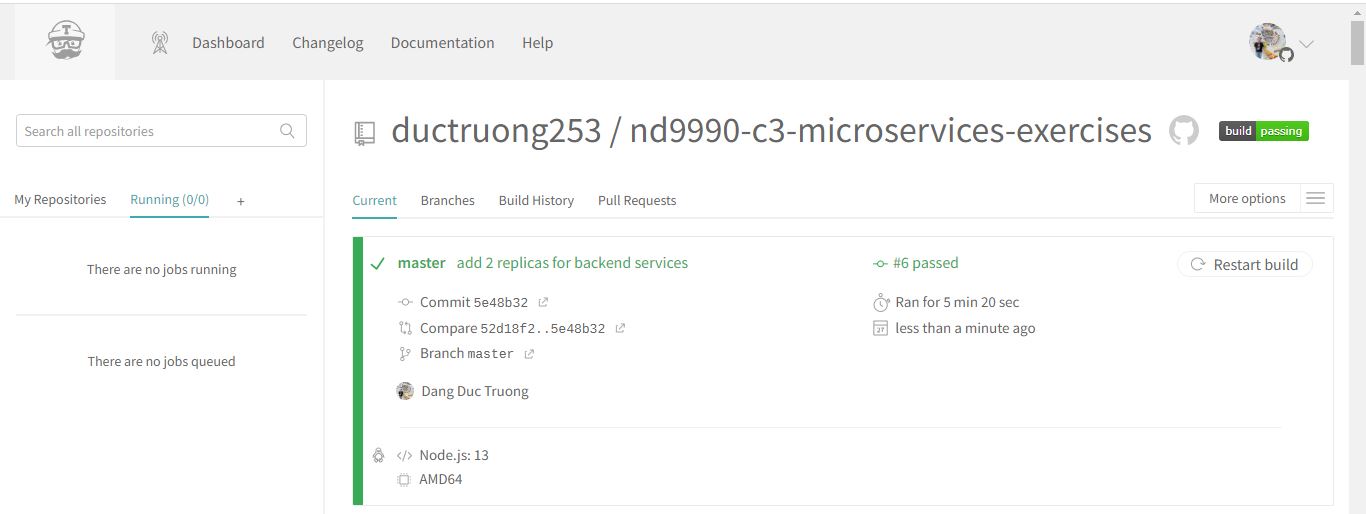 Dashboard Changelog Documentation Help
Search all repositories
My Repositories Running (0/0) +
There are no jobs running
There are no jobs queued
ductruong253 / nd9990-c3-microservices-exercises build passing
Current Branches Build History Pull Requests More options
master add 2 replicas for backend services #6 passed Restart build
Commit 5e48b32 Ran for 5 min 20 sec
Compare 52d18f2..5e48b32 less than a minute ago
Branch master
Dang Duc Truong
Node.js: 13
AMD64